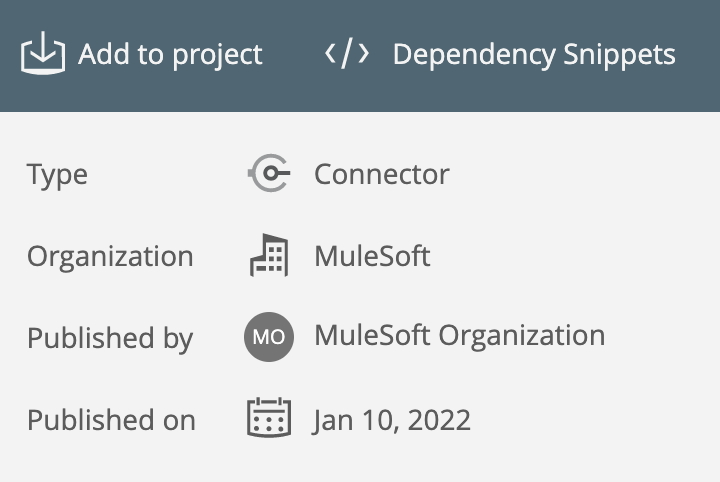 Add to project </> Dependency Snippets
Type Connector
Organization MuleSoft
Published by MO MuleSoft Organization
Published on Jan 10, 2022